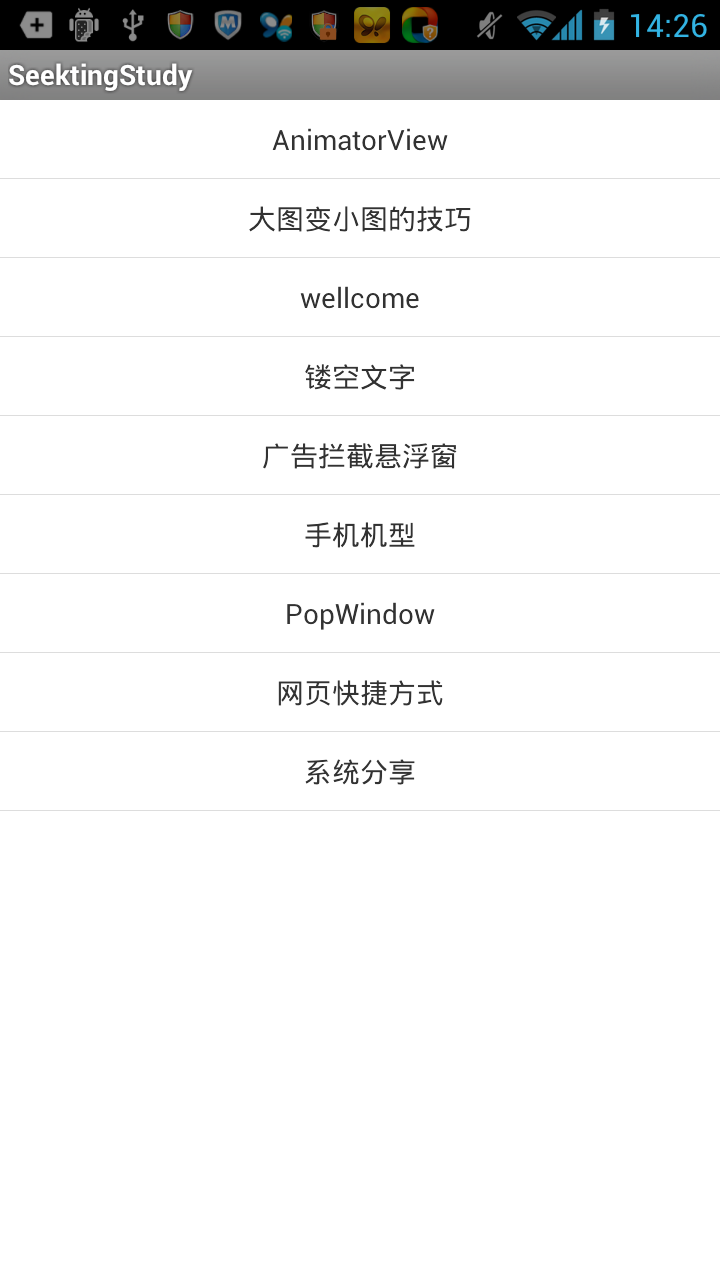 14:26
SeektingStudy
AnimatorView
大图变小图的技巧
wellcome
镂空文字
广告拦截悬浮窗
手机机型
PopWindow
网页快捷方式
系统分享